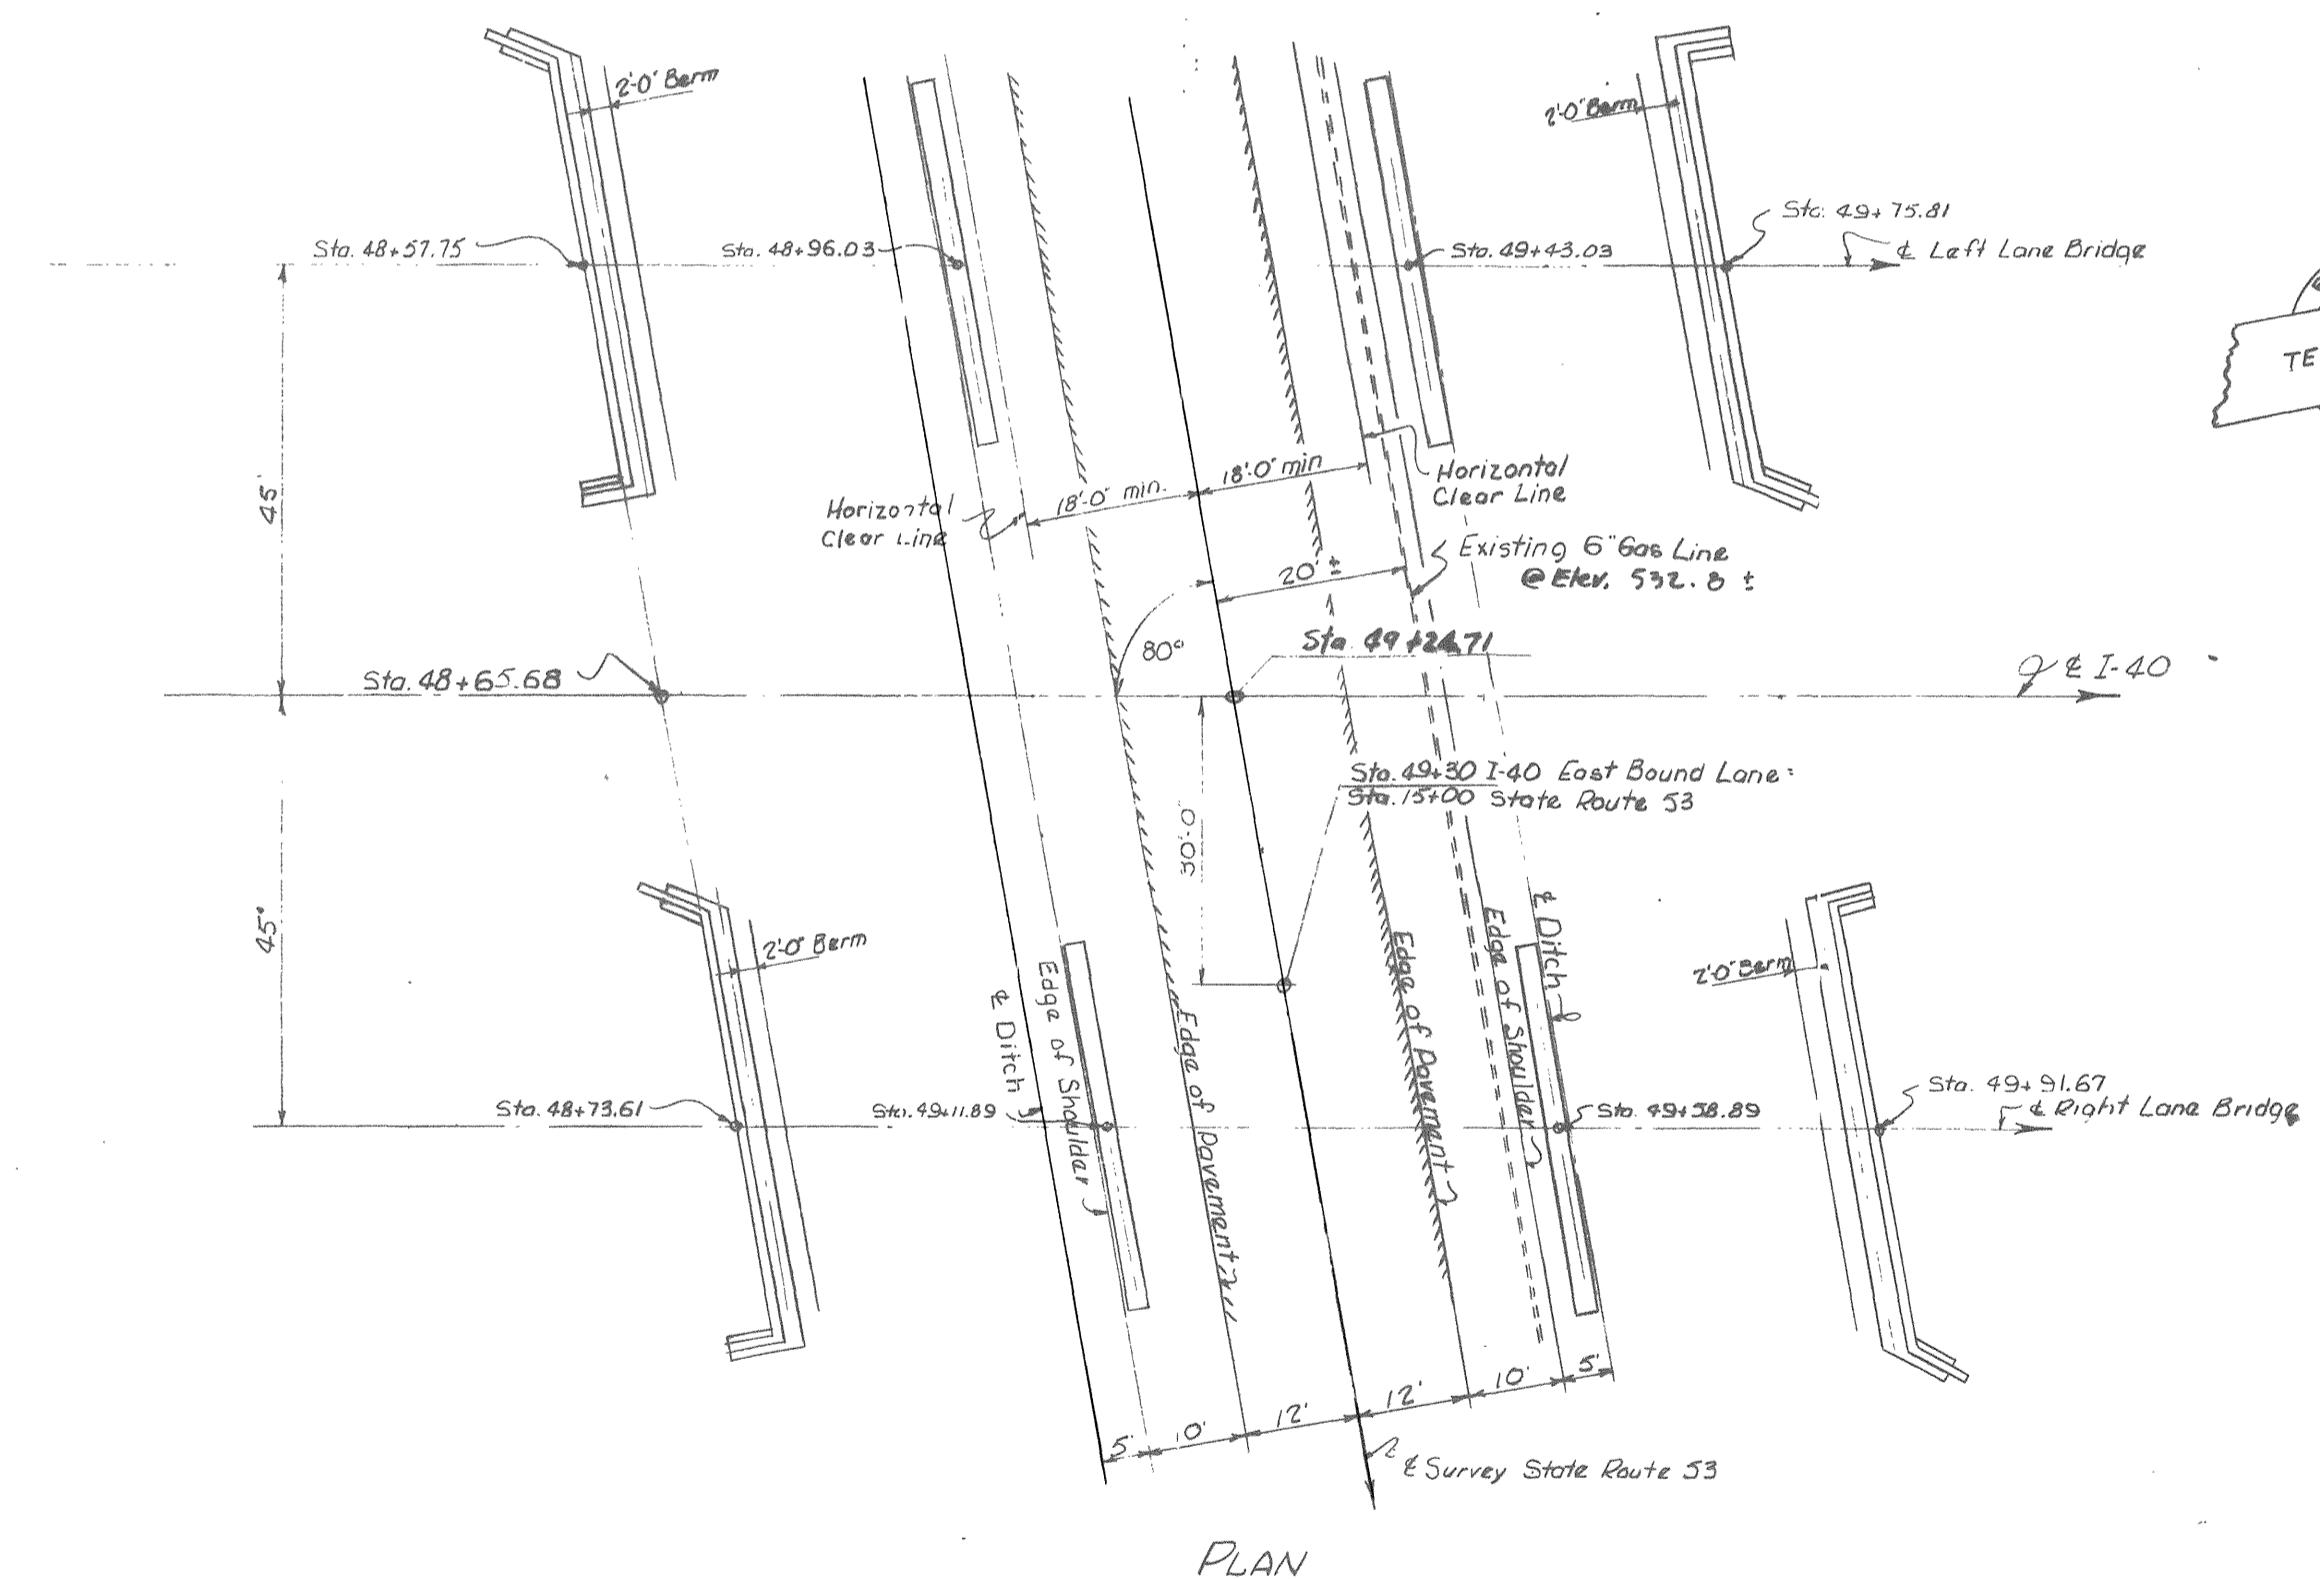 2'-0" Berm
2'-0" Berm
Sta. 48+57.75
Sta. 48+96.03
Sta. 49+43.03
Sta. 49+75.81
℄ Left Lane Bridge
TE
45'
18'-0" min.
18'-0" min
Horizontal
Clear Line
Horizontal
Clear Line
Existing 6" Gas Line
@ Elev. 532.8 ±
20' ±
80°
Sta. 49+24.71
Sta. 48+65.68
℄ I-40
Sta. 49+30 I-40 East Bound Lane =
Sta. 15+00 State Route 53
30'-0"
45'
2'-0" Berm
2'-0" Berm
℄ Ditch
Edge of Shoulder
Edge of Pavement
Edge of Pavement
Edge of Shoulder
℄ Ditch
Sta. 48+73.61
Sta. 49+11.89
Sta. 49+58.89
Sta. 49+91.67
℄ Right Lane Bridge
5'
10'
12'
12'
10'
5'
℄ Survey State Route 53
PLAN